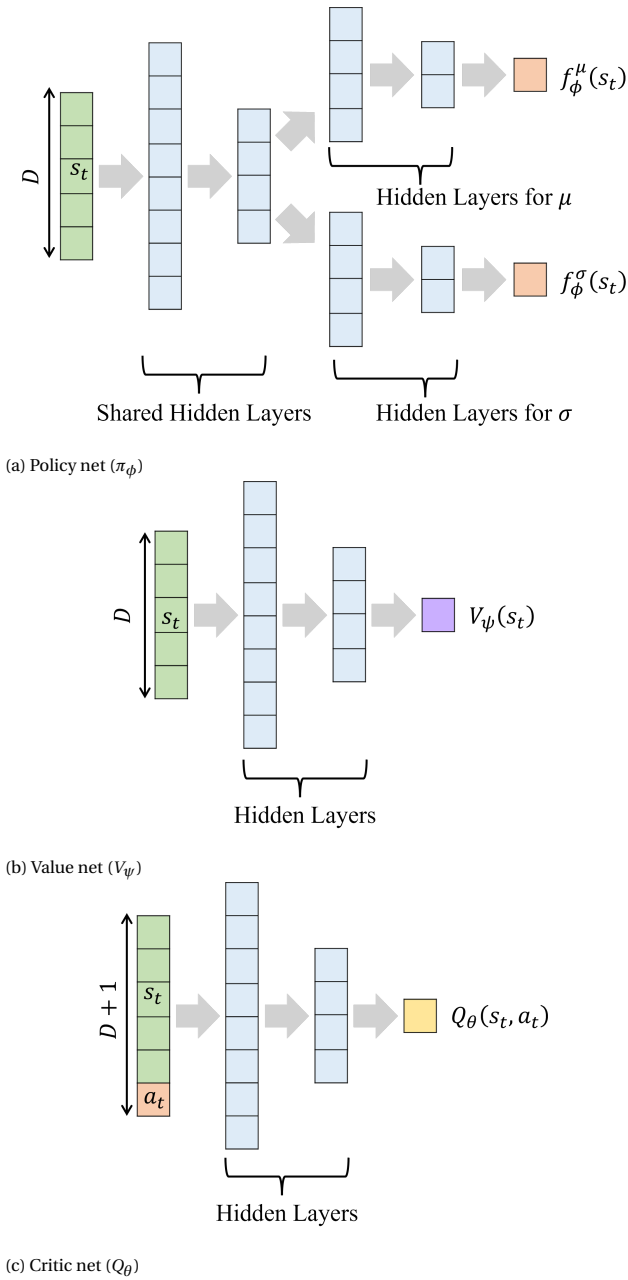 D
s_t
f_ϕ^μ(s_t)
Hidden Layers for μ
f_ϕ^σ(s_t)
Shared Hidden Layers
Hidden Layers for σ
(a) Policy net (π_ϕ)
D
s_t
V_ψ(s_t)
Hidden Layers
(b) Value net (V_ψ)
D + 1
s_t
a_t
Q_θ(s_t, a_t)
Hidden Layers
(c) Critic net (Q_θ)